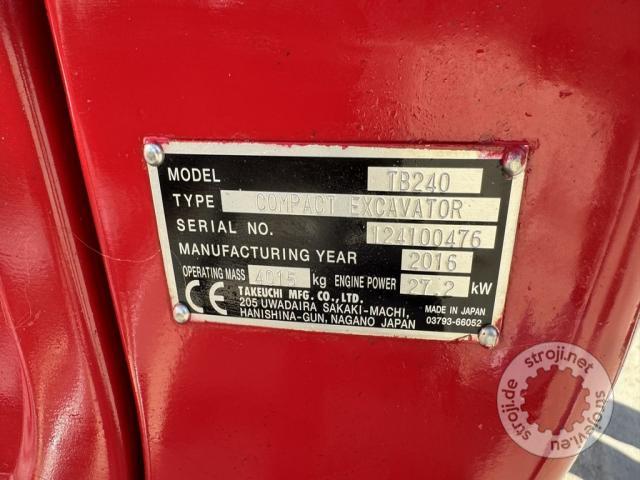 MODEL TB240
TYPE COMPACT EXCAVATOR
SERIAL NO. 124100476
MANUFACTURING YEAR 2016
OPERATING MASS 4015 kg ENGINE POWER 27.2 kW
CE TAKEUCHI MFG. CO., LTD.
205 UWADAIRA SAKAKI-MACHI,
HANISHINA-GUN, NAGANO JAPAN
MADE IN JAPAN
03793-66052
stroji.net
stroji.de
strojevi.eu